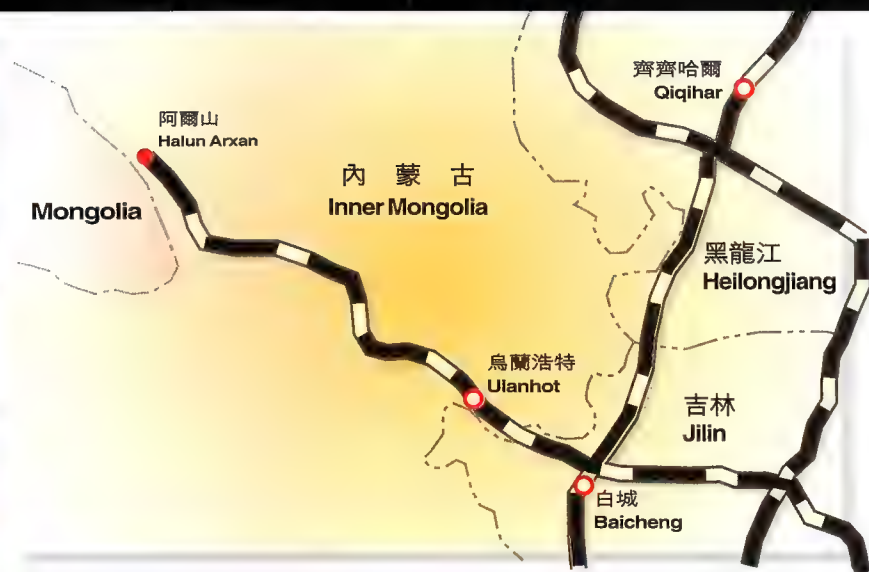 齊齊哈爾
Qiqihar
阿爾山
Halun Arxan
內蒙古
Inner Mongolia
Mongolia
黑龍江
Heilongjiang
烏蘭浩特
Ulanhot
吉林
Jilin
白城
Baicheng